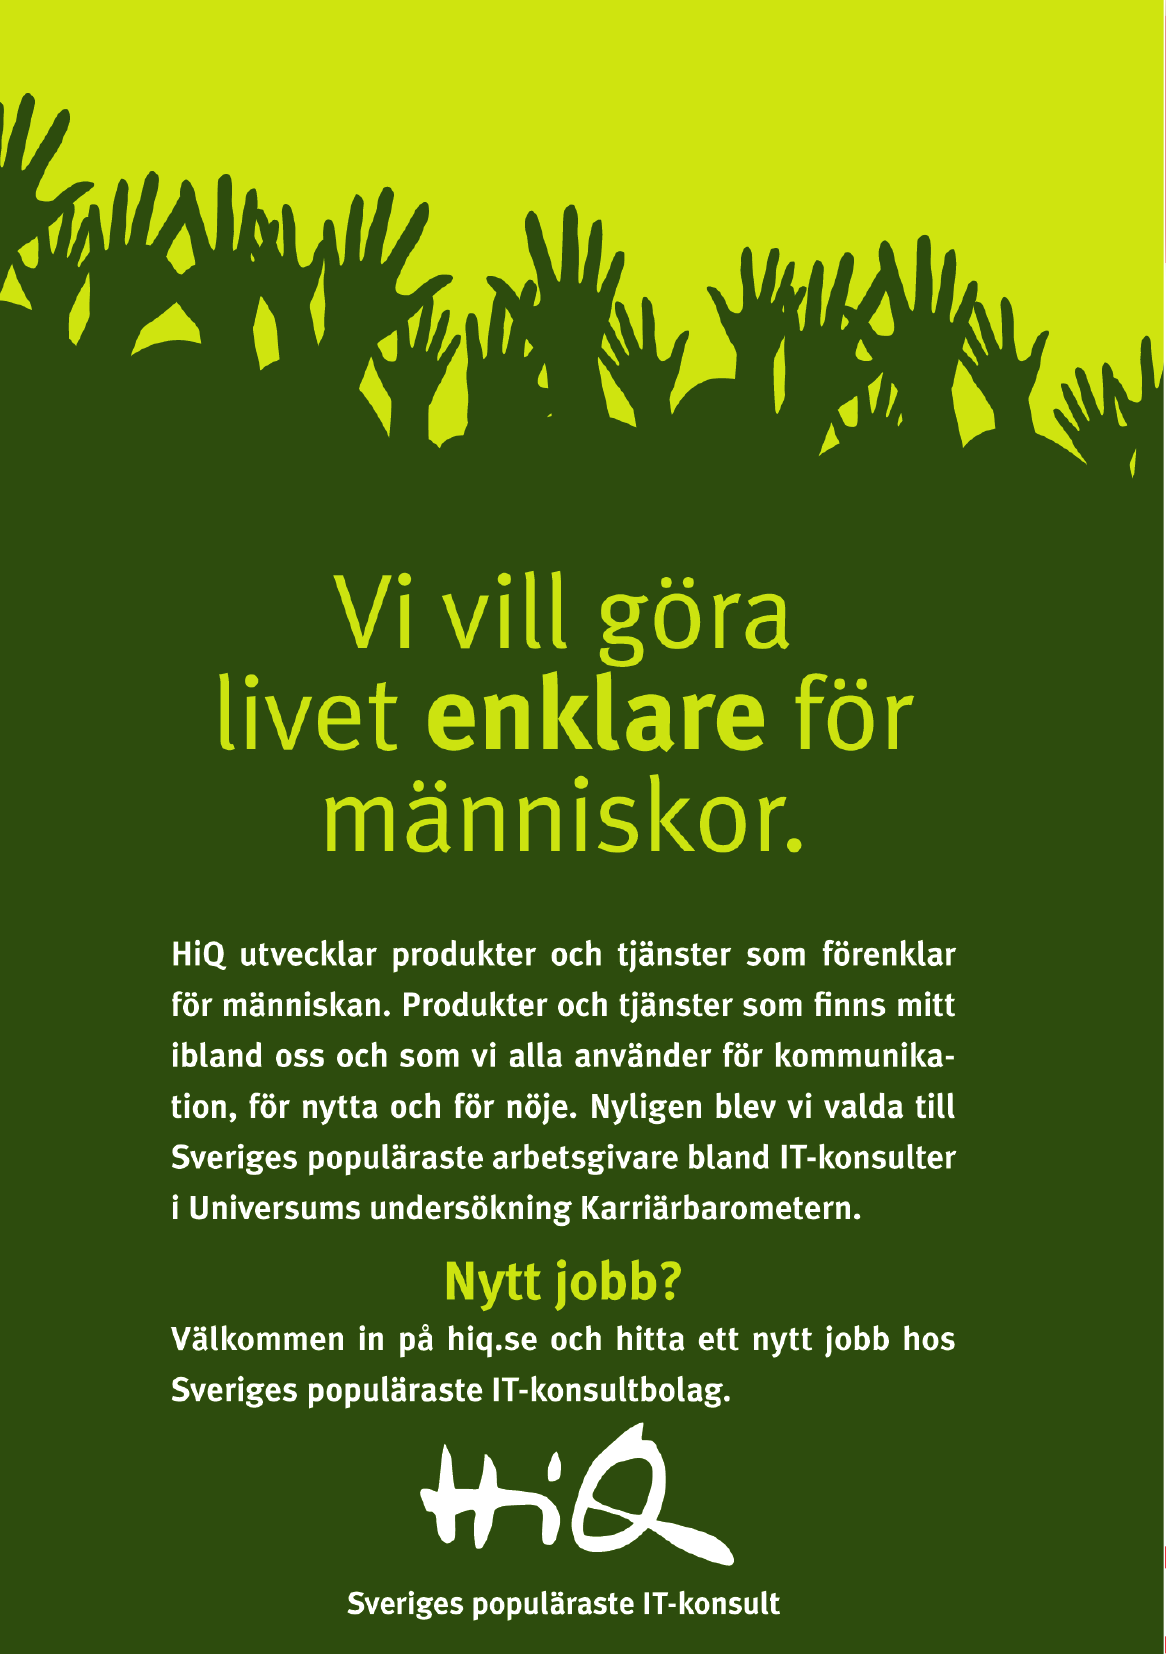 Vi vill göra
livet enklare för
människor.
HiQ utvecklar produkter och tjänster som förenklar
för människan. Produkter och tjänster som finns mitt
ibland oss och som vi alla använder för kommunika-
tion, för nytta och för nöje. Nyligen blev vi valda till
Sveriges populäraste arbetsgivare bland IT-konsulter
i Universums undersökning Karriärbarometern.
Nytt jobb?
Välkommen in på hiq.se och hitta ett nytt jobb hos
Sveriges populäraste IT-konsultbolag.
HiQ
Sveriges populäraste IT-konsult